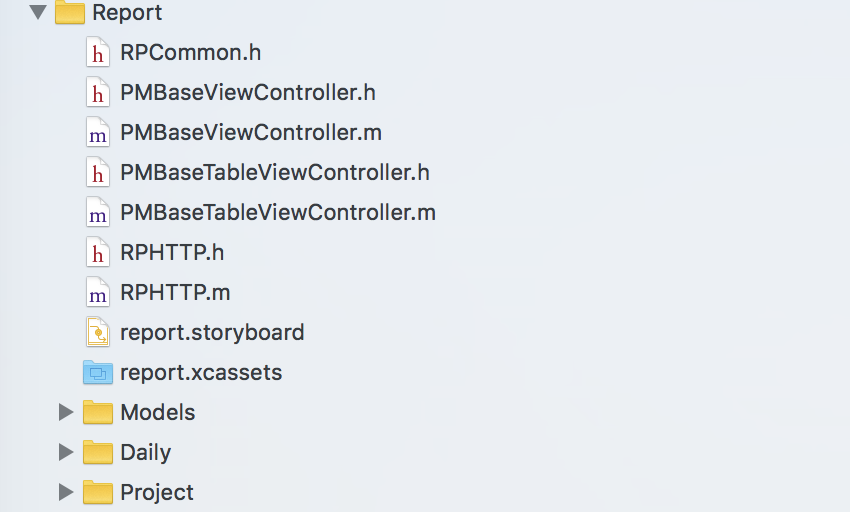 Report
h RPCommon.h
h PMBaseViewController.h
m PMBaseViewController.m
h PMBaseTableViewController.h
m PMBaseTableViewController.m
h RPHTTP.h
m RPHTTP.m
report.storyboard
report.xcassets
Models
Daily
Project